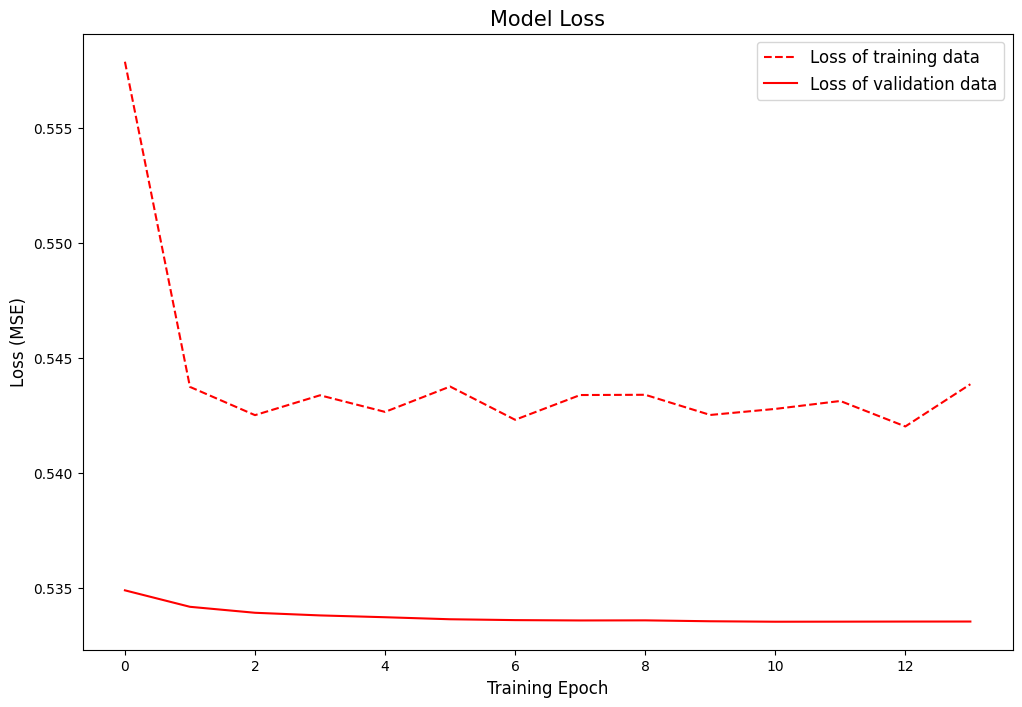 Model Loss
Loss of training data
Loss of validation data
0.555
0.550
0.545
0.540
0.535
Loss (MSE)
0 2 4 6 8 10 12
Training Epoch